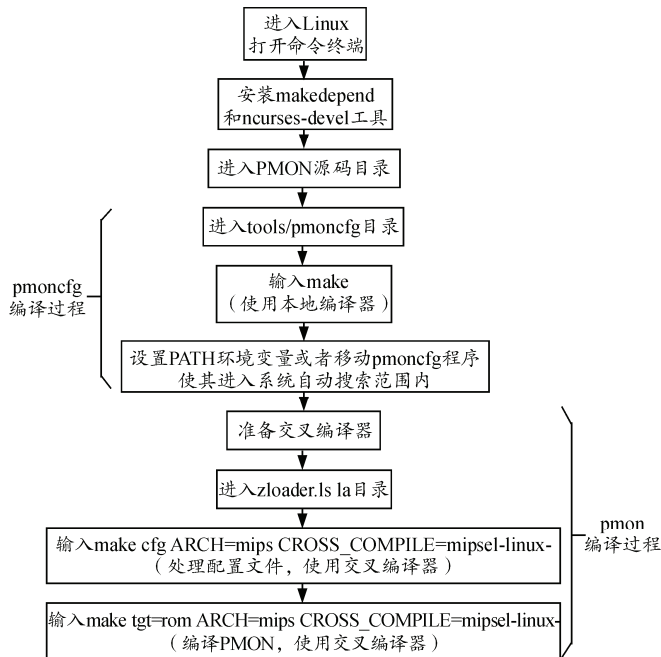 进入Linux
打开命令终端
安装makedepend
和ncurses-devel工具
进入PMON源码目录
进入tools/pmoncfg目录
输入make
（使用本地编译器）
设置PATH环境变量或者移动pmoncfg程序
使其进入系统自动搜索范围内
pmoncfg
编译过程
准备交叉编译器
进入zloader.ls la目录
输入make cfg ARCH=mips CROSS_COMPILE=mipsel-linux-
（处理配置文件，使用交叉编译器）
输入make tgt=rom ARCH=mips CROSS_COMPILE=mipsel-linux-
（编译PMON，使用交叉编译器）
pmon
编译过程